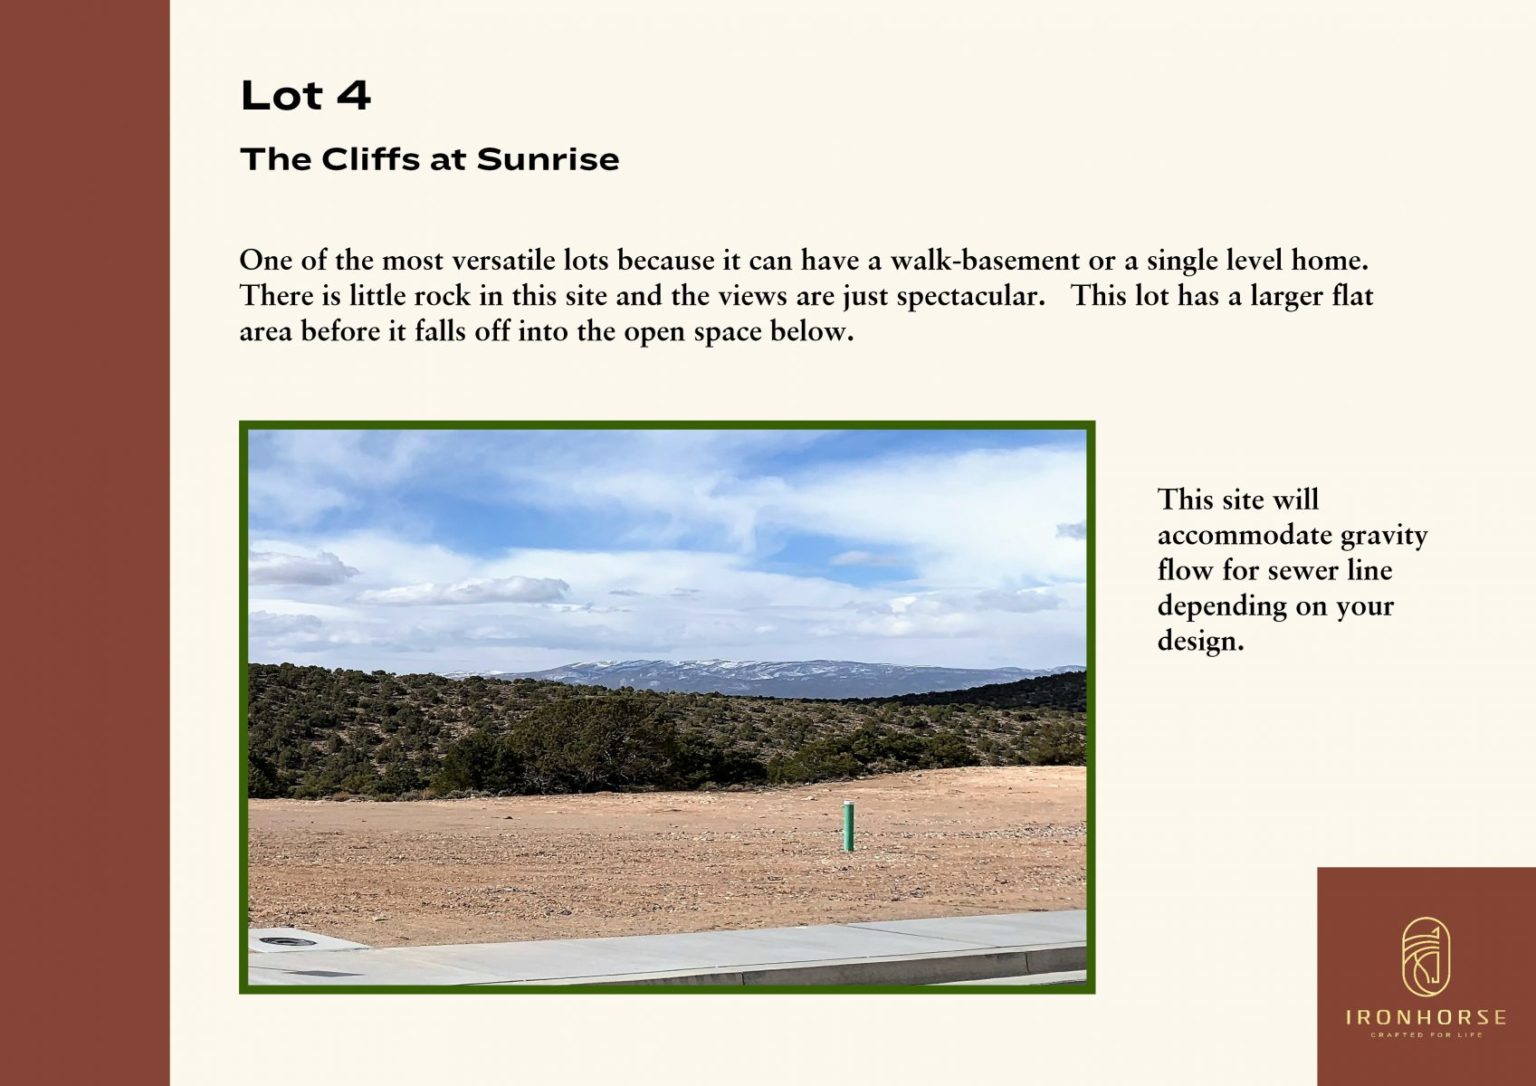 Lot 4
The Cliffs at Sunrise
One of the most versatile lots because it can have a walk-basement or a single level home.
There is little rock in this site and the views are just spectacular.   This lot has a larger flat
area before it falls off into the open space below.
This site will
accommodate gravity
flow for sewer line
depending on your
design.
IRONHORSE
CRAFTED FOR LIFE